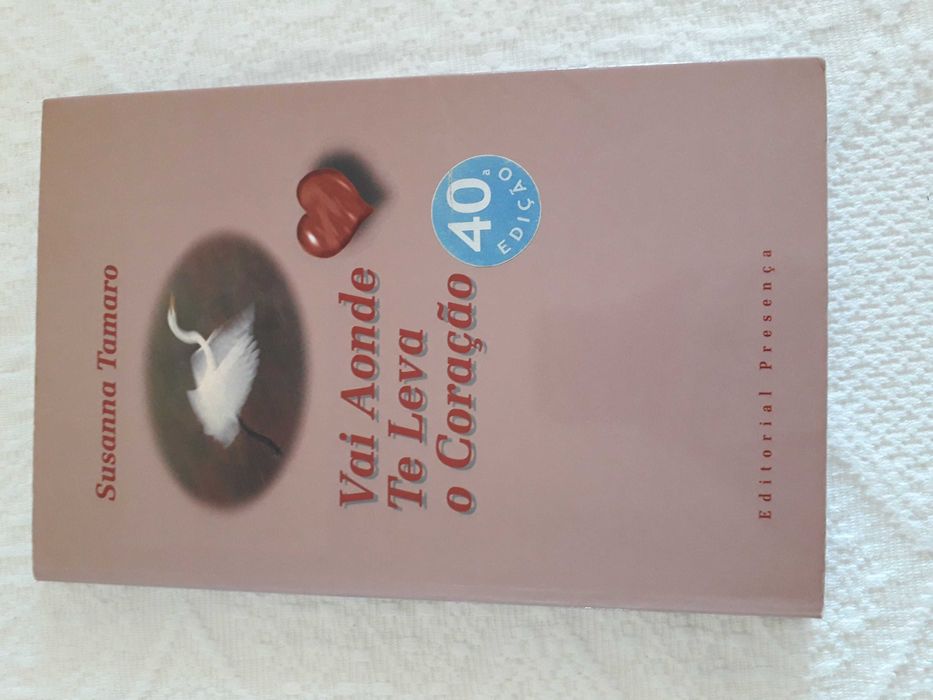 Susanna Tamaro
Vai Aonde
Te Leva
o Coração
40ª
EDIÇÃO
Editorial Presença